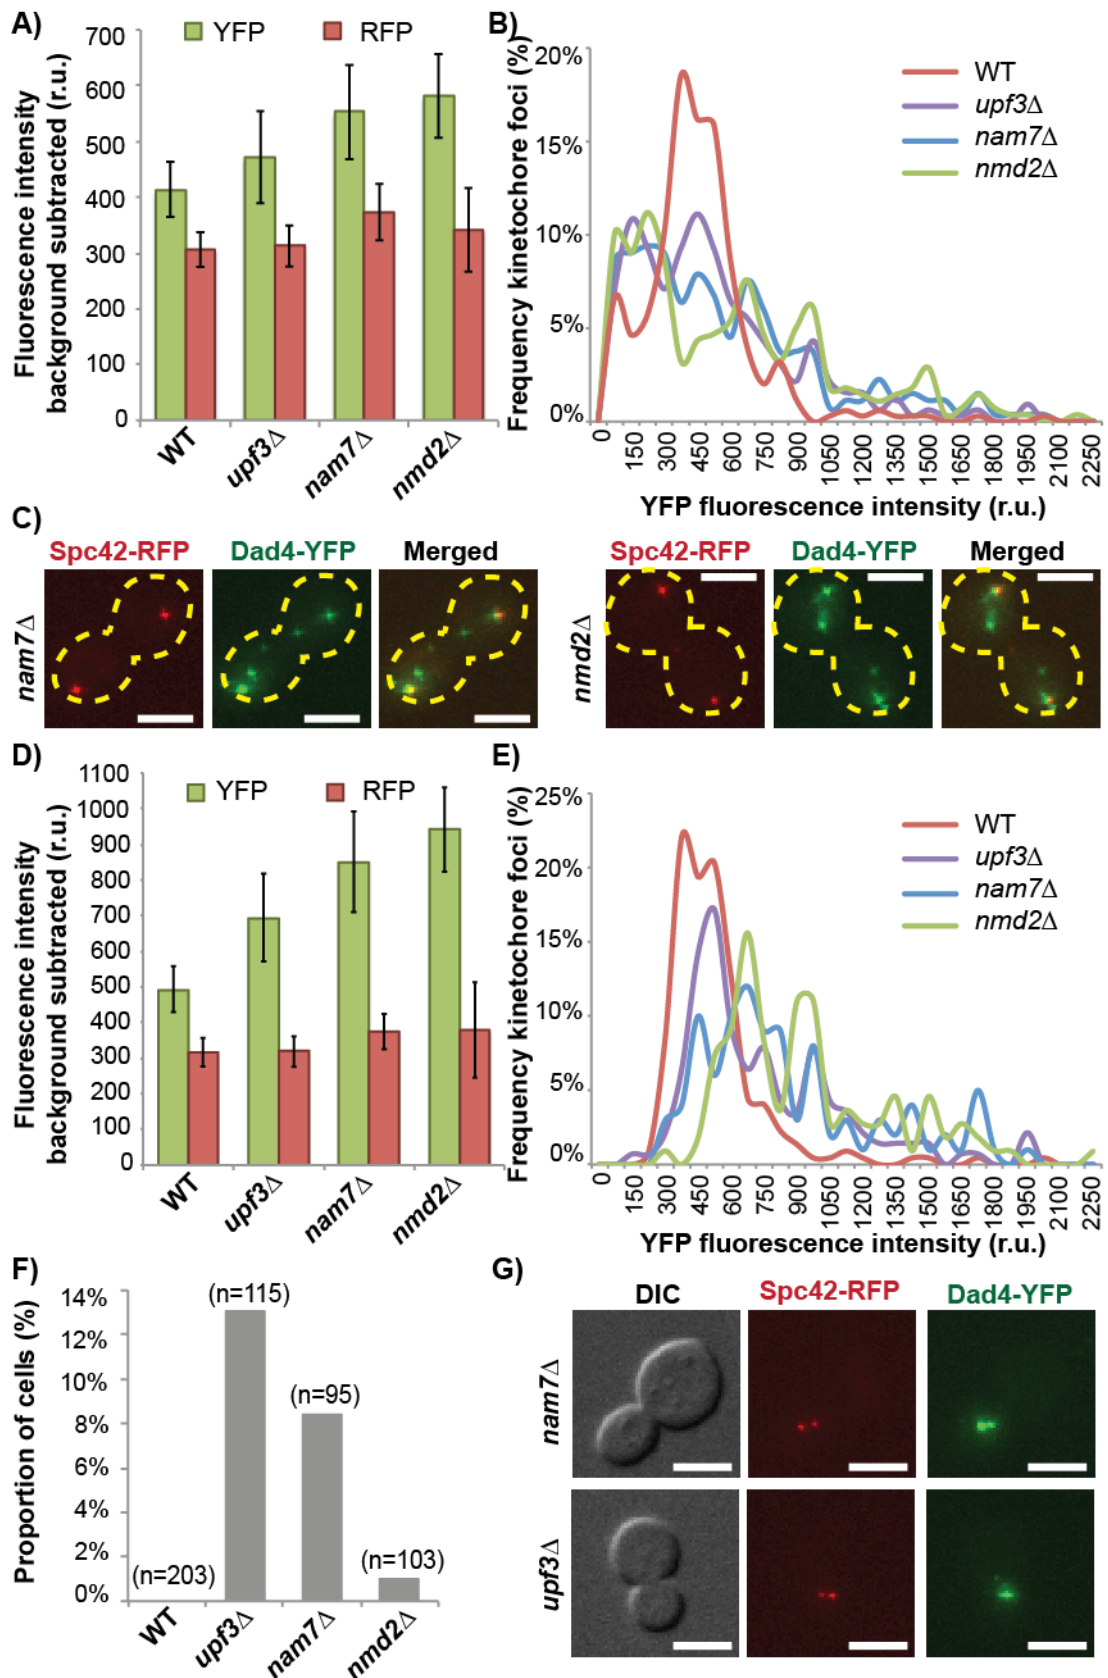 A)
Fluorescence intensity
background subtracted (r.u.)
700
600
500
400
300
200
100
0
YFP
RFP
WT
upf3Δ
nam7Δ
nmd2Δ
B)
Frequency kinetochore foci (%)
20%
15%
10%
5%
0%
WT
upf3Δ
nam7Δ
nmd2Δ
0
150
300
450
600
750
900
1050
1200
1350
1500
1650
1800
1950
2100
2250
YFP fluorescence intensity (r.u.)
C)
Spc42-RFP
Dad4-YFP
Merged
nam7Δ
Spc42-RFP
Dad4-YFP
Merged
nmd2Δ
D)
Fluorescence intensity
background subtracted (r.u.)
1100
1000
900
800
700
600
500
400
300
200
100
0
YFP
RFP
WT
upf3Δ
nam7Δ
nmd2Δ
E)
Frequency kinetochore foci (%)
25%
20%
15%
10%
5%
0%
WT
upf3Δ
nam7Δ
nmd2Δ
0
150
300
450
600
750
900
1050
1200
1350
1500
1650
1800
1950
2100
2250
YFP fluorescence intensity (r.u.)
F)
Proportion of cells (%)
14%
12%
10%
8%
6%
4%
2%
0%
(n=203)
(n=115)
(n=95)
(n=103)
WT
upf3Δ
nam7Δ
nmd2Δ
G)
DIC
Spc42-RFP
Dad4-YFP
nam7Δ
upf3Δ